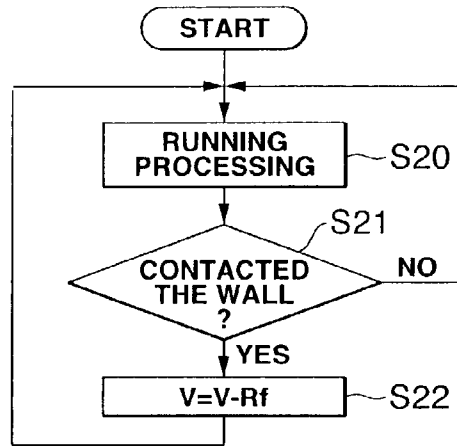 START
RUNNING
PROCESSING
S20
S21
CONTACTED
THE WALL
?
NO
YES
V=V-Rf
S22